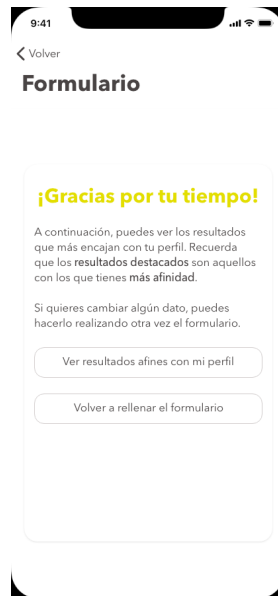 9:41
Volver
Formulario
¡Gracias por tu tiempo!
A continuación, puedes ver los resultados
que más encajan con tu perfil. Recuerda
que los resultados destacados son aquellos
con los que tienes más afinidad.
Si quieres cambiar algún dato, puedes
hacerlo realizando otra vez el formulario.
Ver resultados afines con mi perfil
Volver a rellenar el formulario